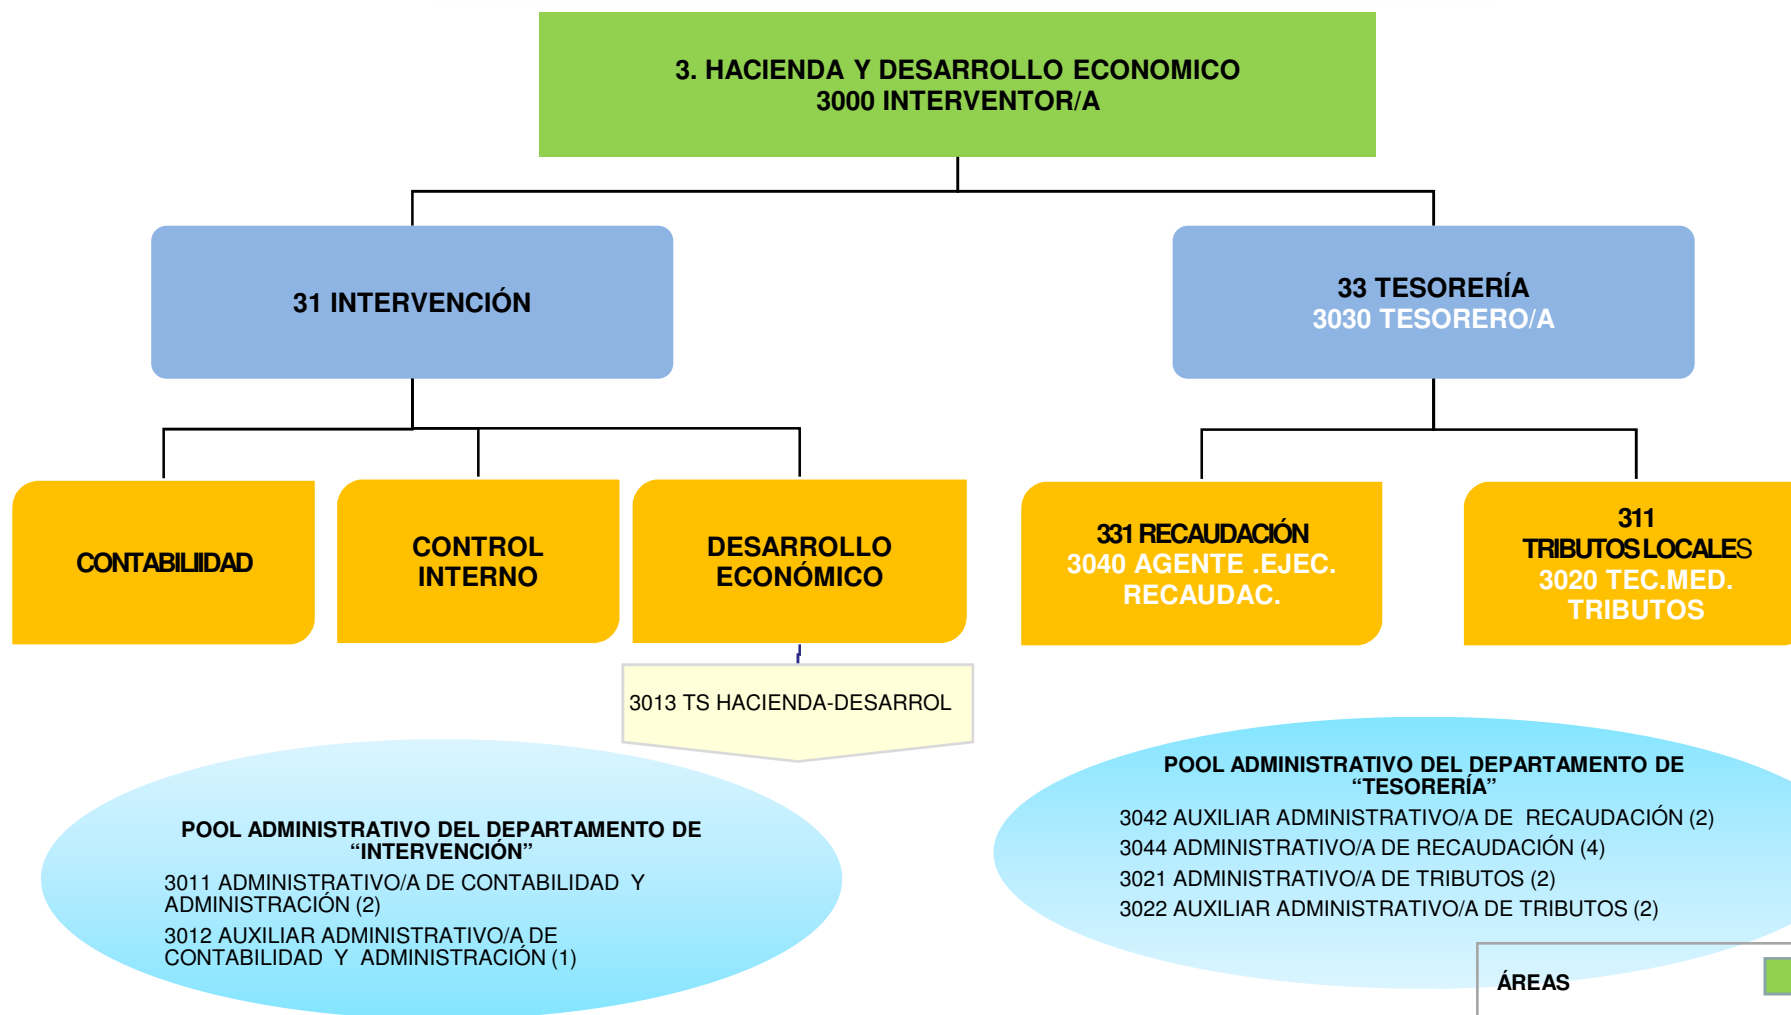 3. HACIENDA Y DESARROLLO ECONOMICO
3000 INTERVENTOR/A
31 INTERVENCIÓN
33 TESORERÍA
3030 TESORERO/A
CONTABILIIDAD
CONTROL
INTERNO
DESARROLLO
ECONÓMICO
331 RECAUDACIÓN
3040 AGENTE .EJEC.
RECAUDAC.
311
TRIBUTOS LOCALES
3020 TEC.MED.
TRIBUTOS
3013 TS HACIENDA-DESARROL
POOL ADMINISTRATIVO DEL DEPARTAMENTO DE
“INTERVENCIÓN”
3011 ADMINISTRATIVO/A DE CONTABILIDAD Y
ADMINISTRACIÓN (2)
3012 AUXILIAR ADMINISTRATIVO/A DE
CONTABILIDAD Y ADMINISTRACIÓN (1)
POOL ADMINISTRATIVO DEL DEPARTAMENTO DE
“TESORERÍA”
3042 AUXILIAR ADMINISTRATIVO/A DE RECAUDACIÓN (2)
3044 ADMINISTRATIVO/A DE RECAUDACIÓN (4)
3021 ADMINISTRATIVO/A DE TRIBUTOS (2)
3022 AUXILIAR ADMINISTRATIVO/A DE TRIBUTOS (2)
ÁREAS